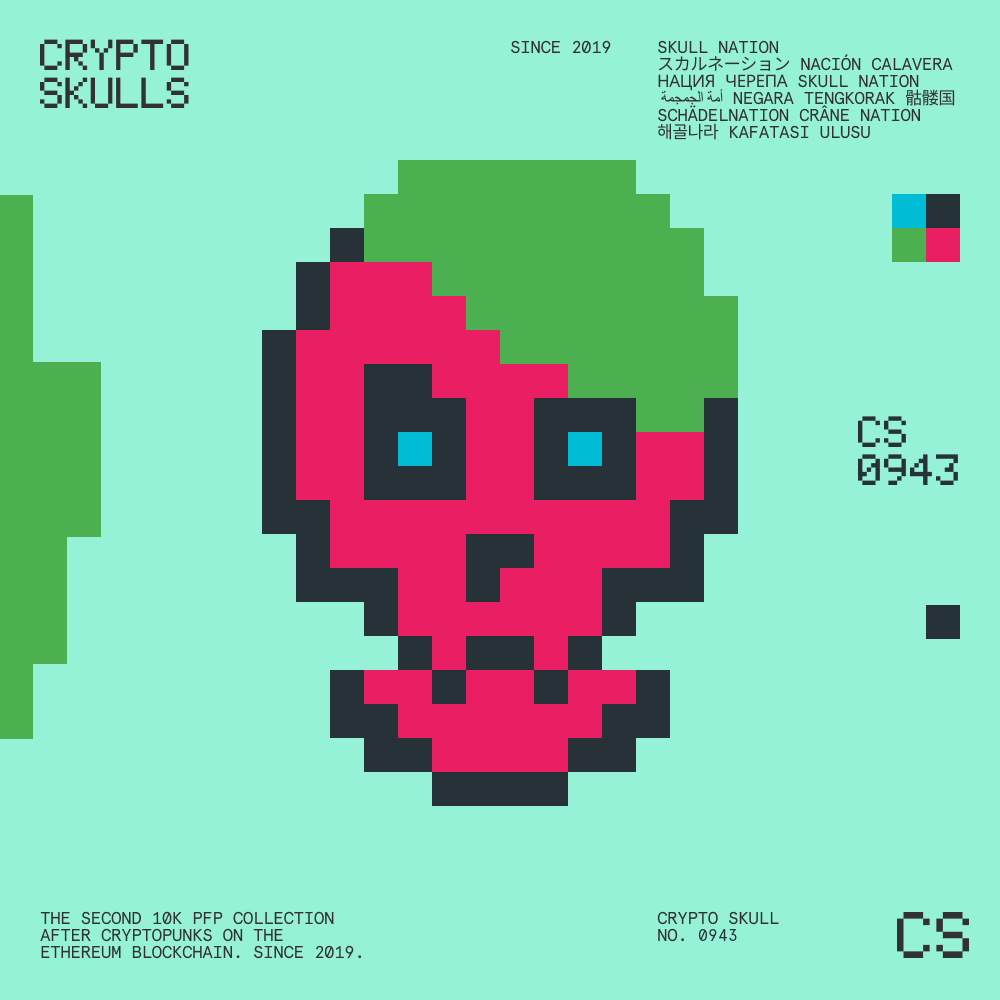 CRYPTO
SKULLS
SINCE 2019
SKULL NATION
スカルネーション NACIÓN CALAVERA
НАЦИЯ ЧЕРЕПА SKULL NATION
أمة الجمجمة NEGARA TENGKORAK 骷髅国
SCHÄDELNATION CRÂNE NATION
해골나라 KAFATASI ULUSU
CS
0943
THE SECOND 10K PFP COLLECTION
AFTER CRYPTOPUNKS ON THE
ETHEREUM BLOCKCHAIN. SINCE 2019.
CRYPTO SKULL
NO. 0943
CS